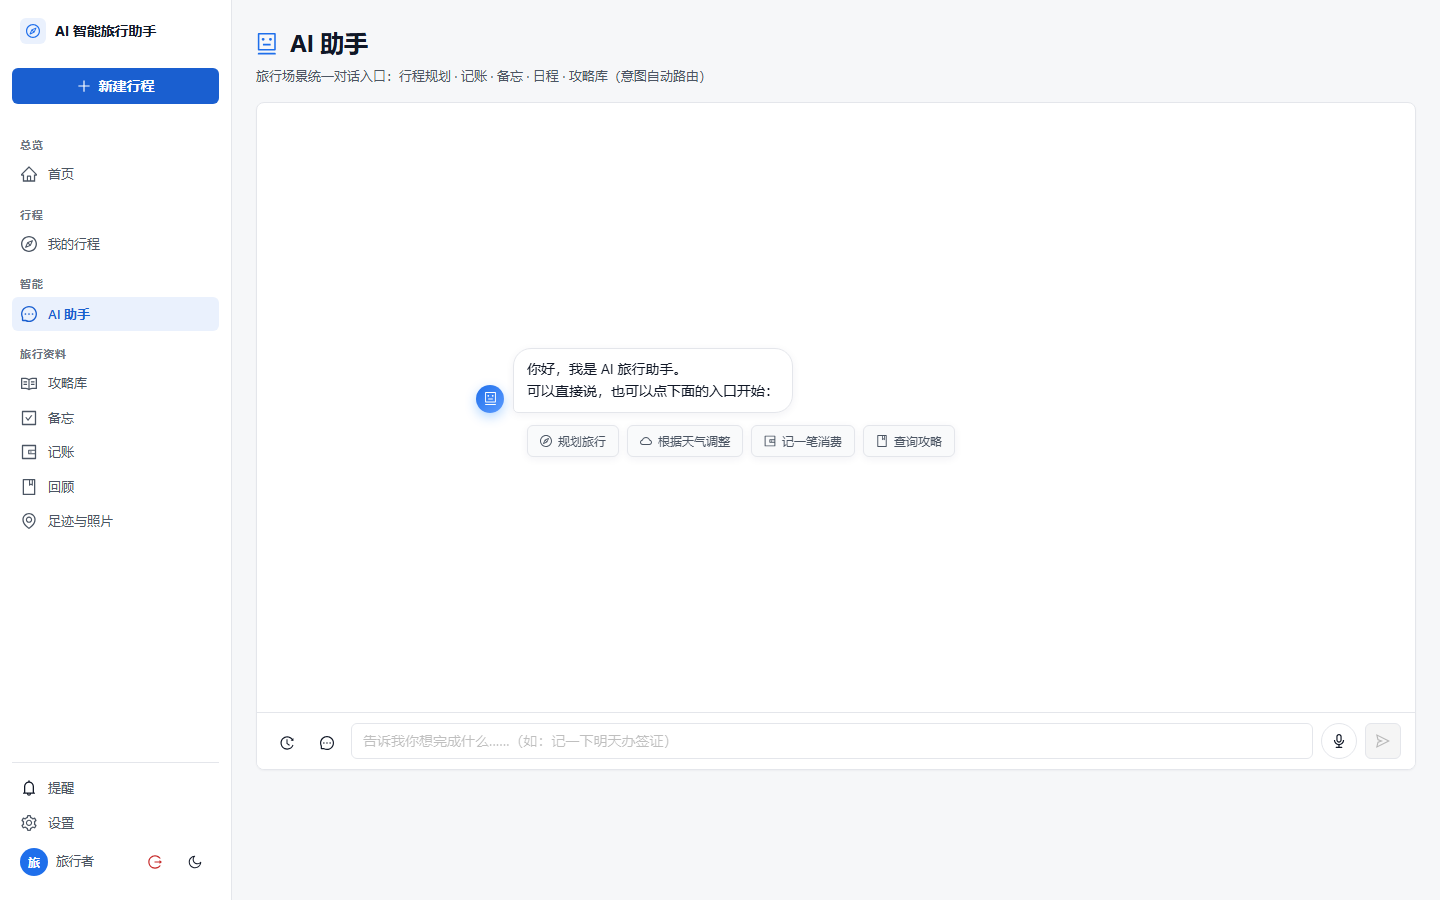 AI 智能旅行助手
新建行程
总览
首页
行程
我的行程
智能
AI 助手
旅行资料
攻略库
备忘
记账
回顾
足迹与照片
提醒
设置
旅
旅行者
AI 助手
旅行场景统一对话入口：行程规划 · 记账 · 备忘 · 日程 · 攻略库（意图自动路由）
你好，我是 AI 旅行助手。
可以直接说，也可以点下面的入口开始：
规划旅行
根据天气调整
记一笔消费
查询攻略
告诉我你想完成什么……（如：记一下明天办签证）